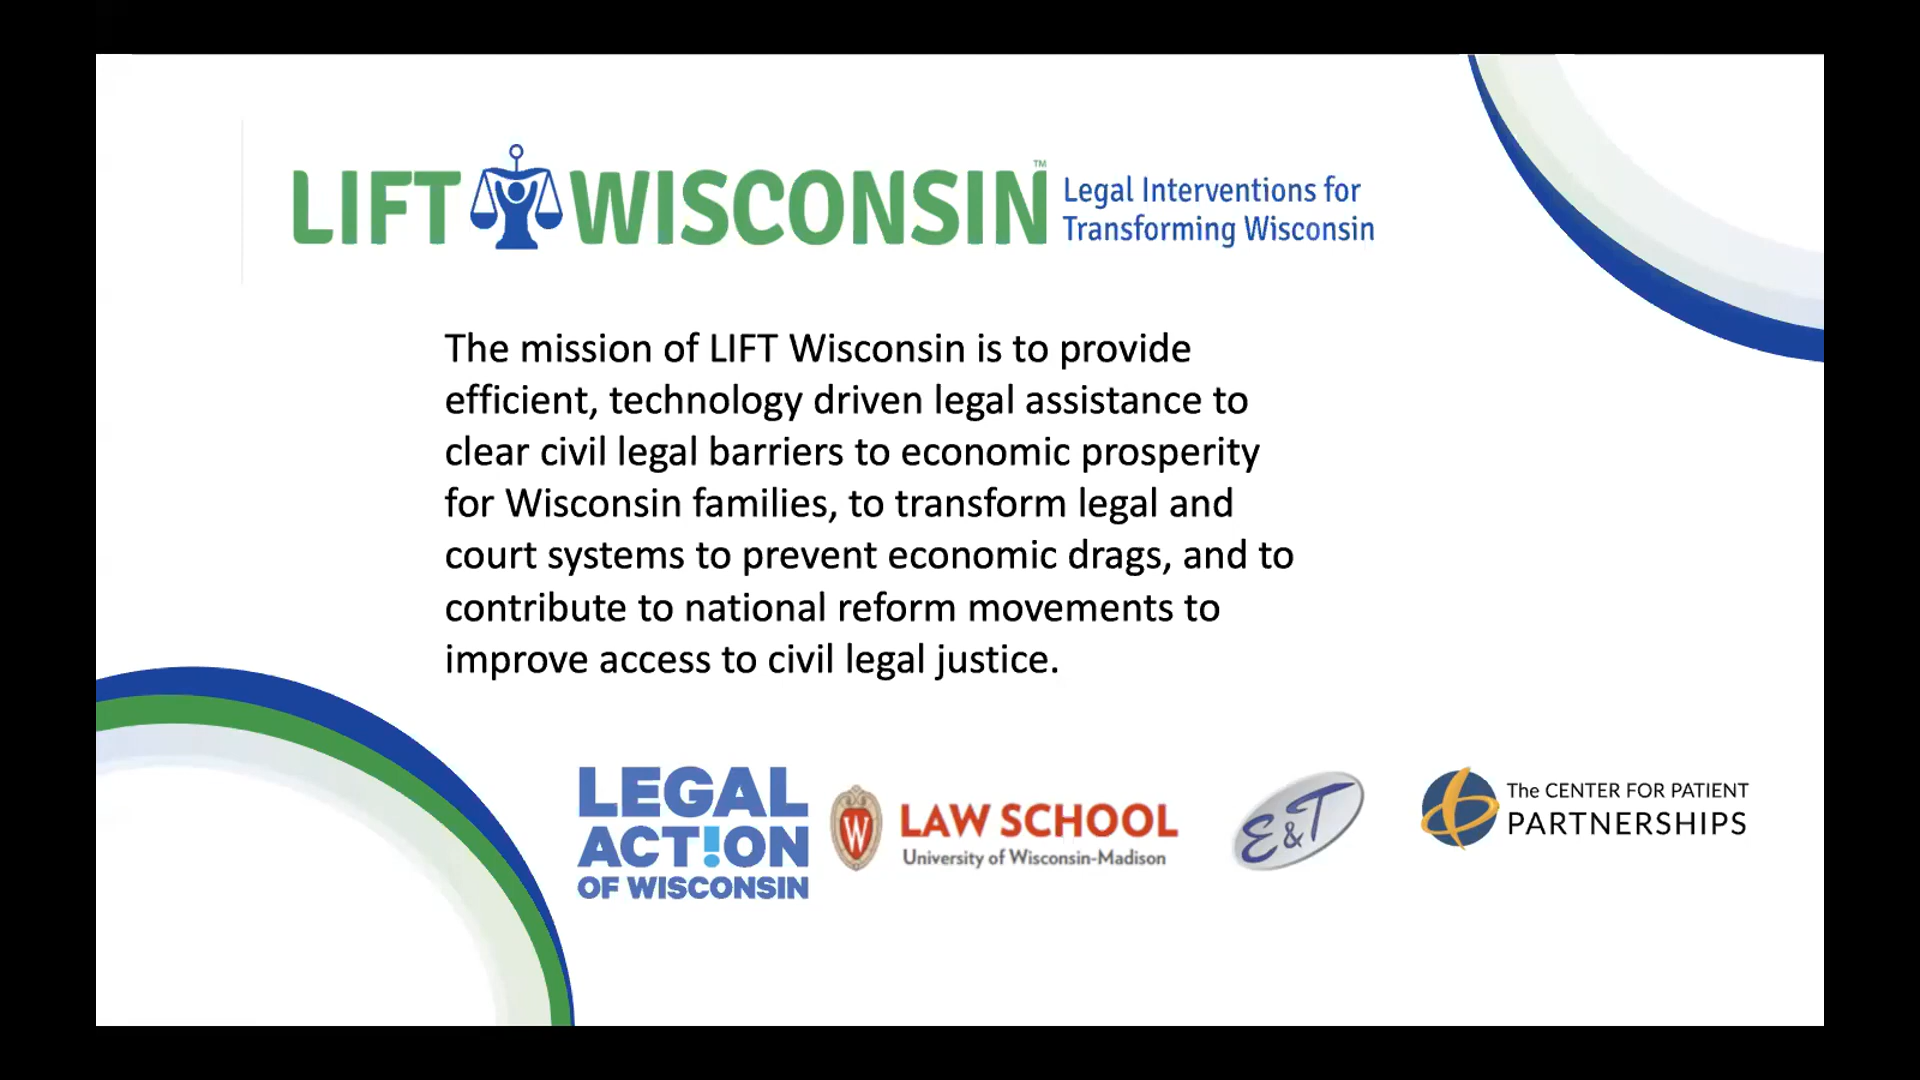 LIFT WISCONSIN™
Legal Interventions for
Transforming Wisconsin
The mission of LIFT Wisconsin is to provide
efficient, technology driven legal assistance to
clear civil legal barriers to economic prosperity
for Wisconsin families, to transform legal and
court systems to prevent economic drags, and to
contribute to national reform movements to
improve access to civil legal justice.
LEGAL
ACT!ON
OF WISCONSIN
W
LAW SCHOOL
University of Wisconsin-Madison
E&T
The CENTER FOR PATIENT
PARTNERSHIPS